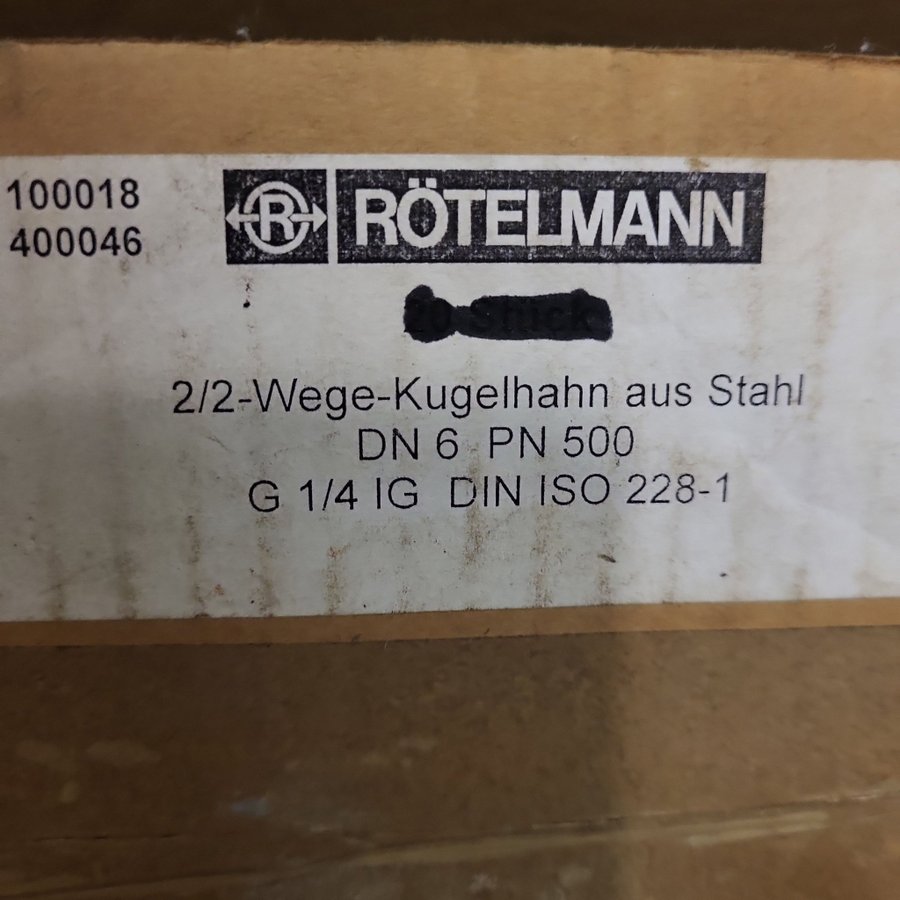 100018
400046
R RÖTELMANN
Stück
2/2-Wege-Kugelhahn aus Stahl
DN 6 PN 500
G 1/4 IG DIN ISO 228-1